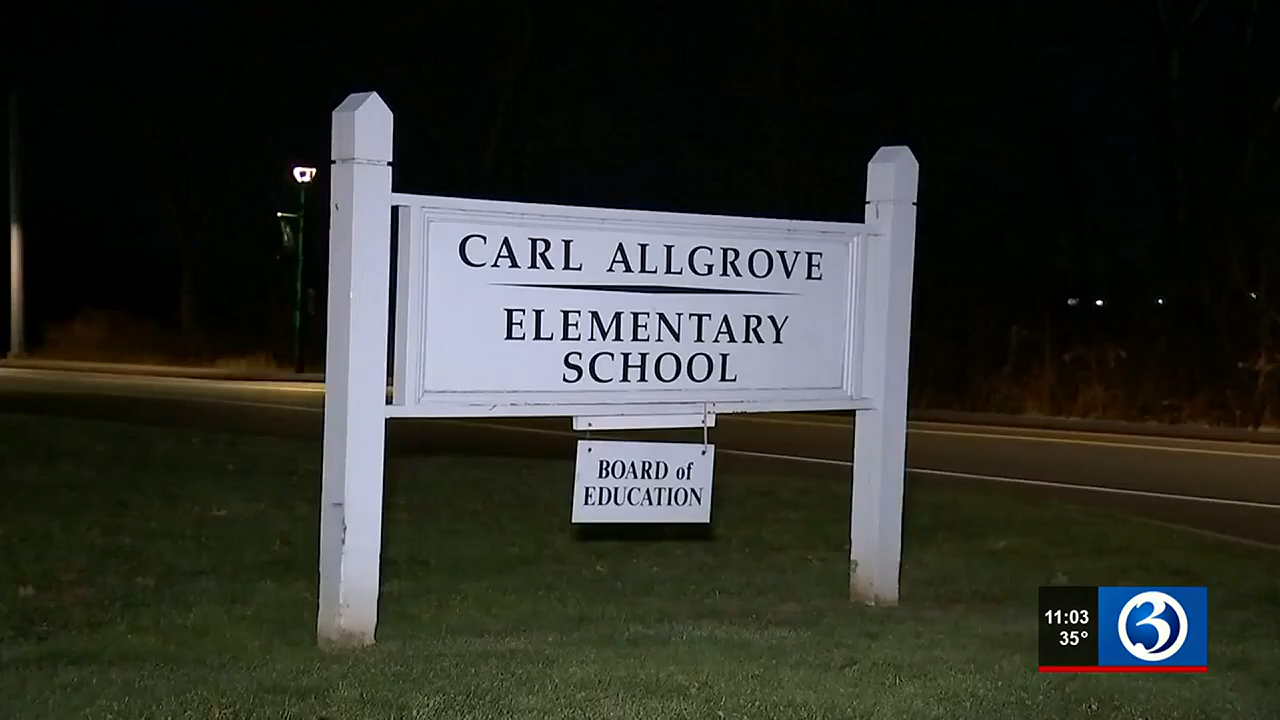 CARL ALLGROVE
ELEMENTARY
SCHOOL
BOARD of
EDUCATION
11:03
35°
3